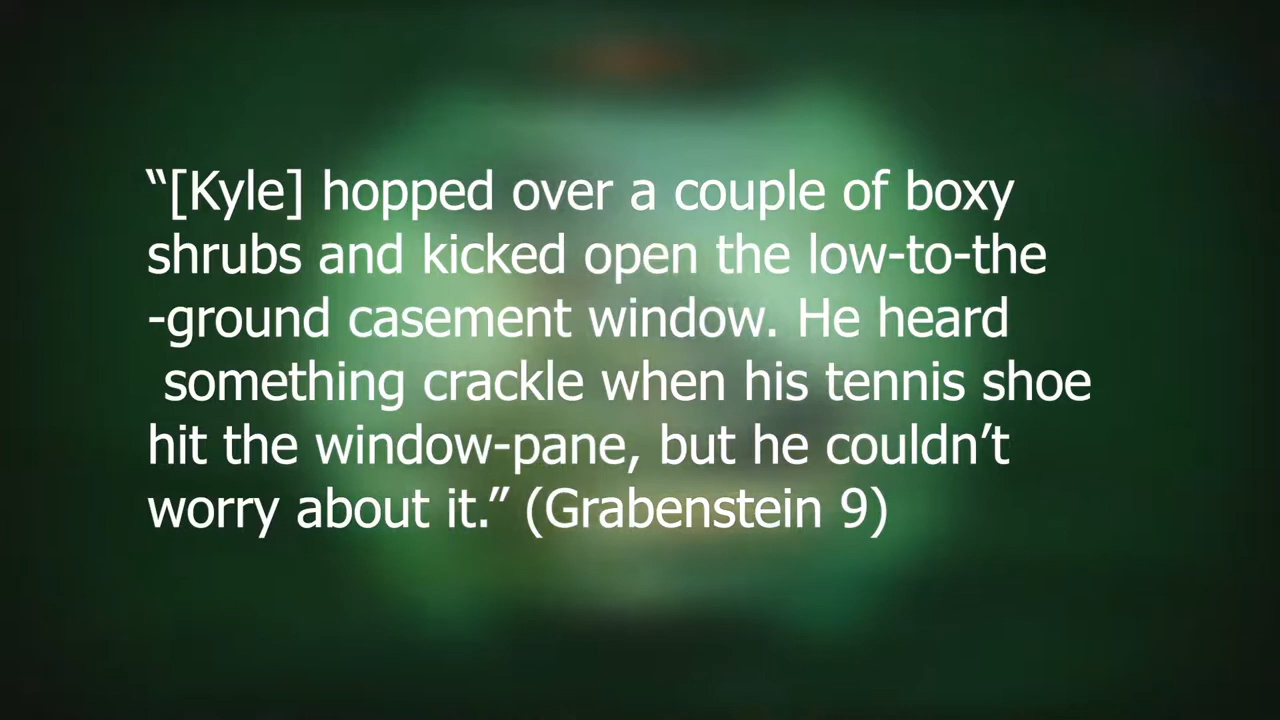 “[Kyle] hopped over a couple of boxy
shrubs and kicked open the low-to-the
-ground casement window. He heard
something crackle when his tennis shoe
hit the window-pane, but he couldn’t
worry about it.” (Grabenstein 9)